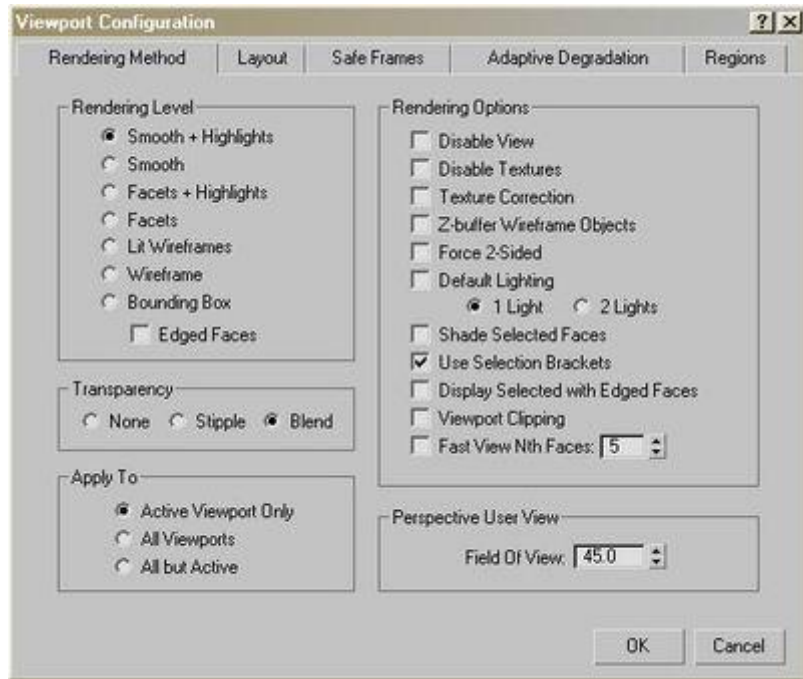 Viewport Configuration
Rendering Method
Layout
Safe Frames
Adaptive Degradation
Regions
Rendering Level
Smooth + Highlights
Smooth
Facets + Highlights
Facets
Lit Wireframes
Wireframe
Bounding Box
Edged Faces
Transparency
None
Stipple
Blend
Apply To
Active Viewport Only
All Viewports
All but Active
Rendering Options
Disable View
Disable Textures
Texture Correction
Z-buffer Wireframe Objects
Force 2-Sided
Default Lighting
1 Light
2 Lights
Shade Selected Faces
Use Selection Brackets
Display Selected with Edged Faces
Viewport Clipping
Fast View Nth Faces: 5
Perspective User View
Field Of View: 45.0
OK
Cancel